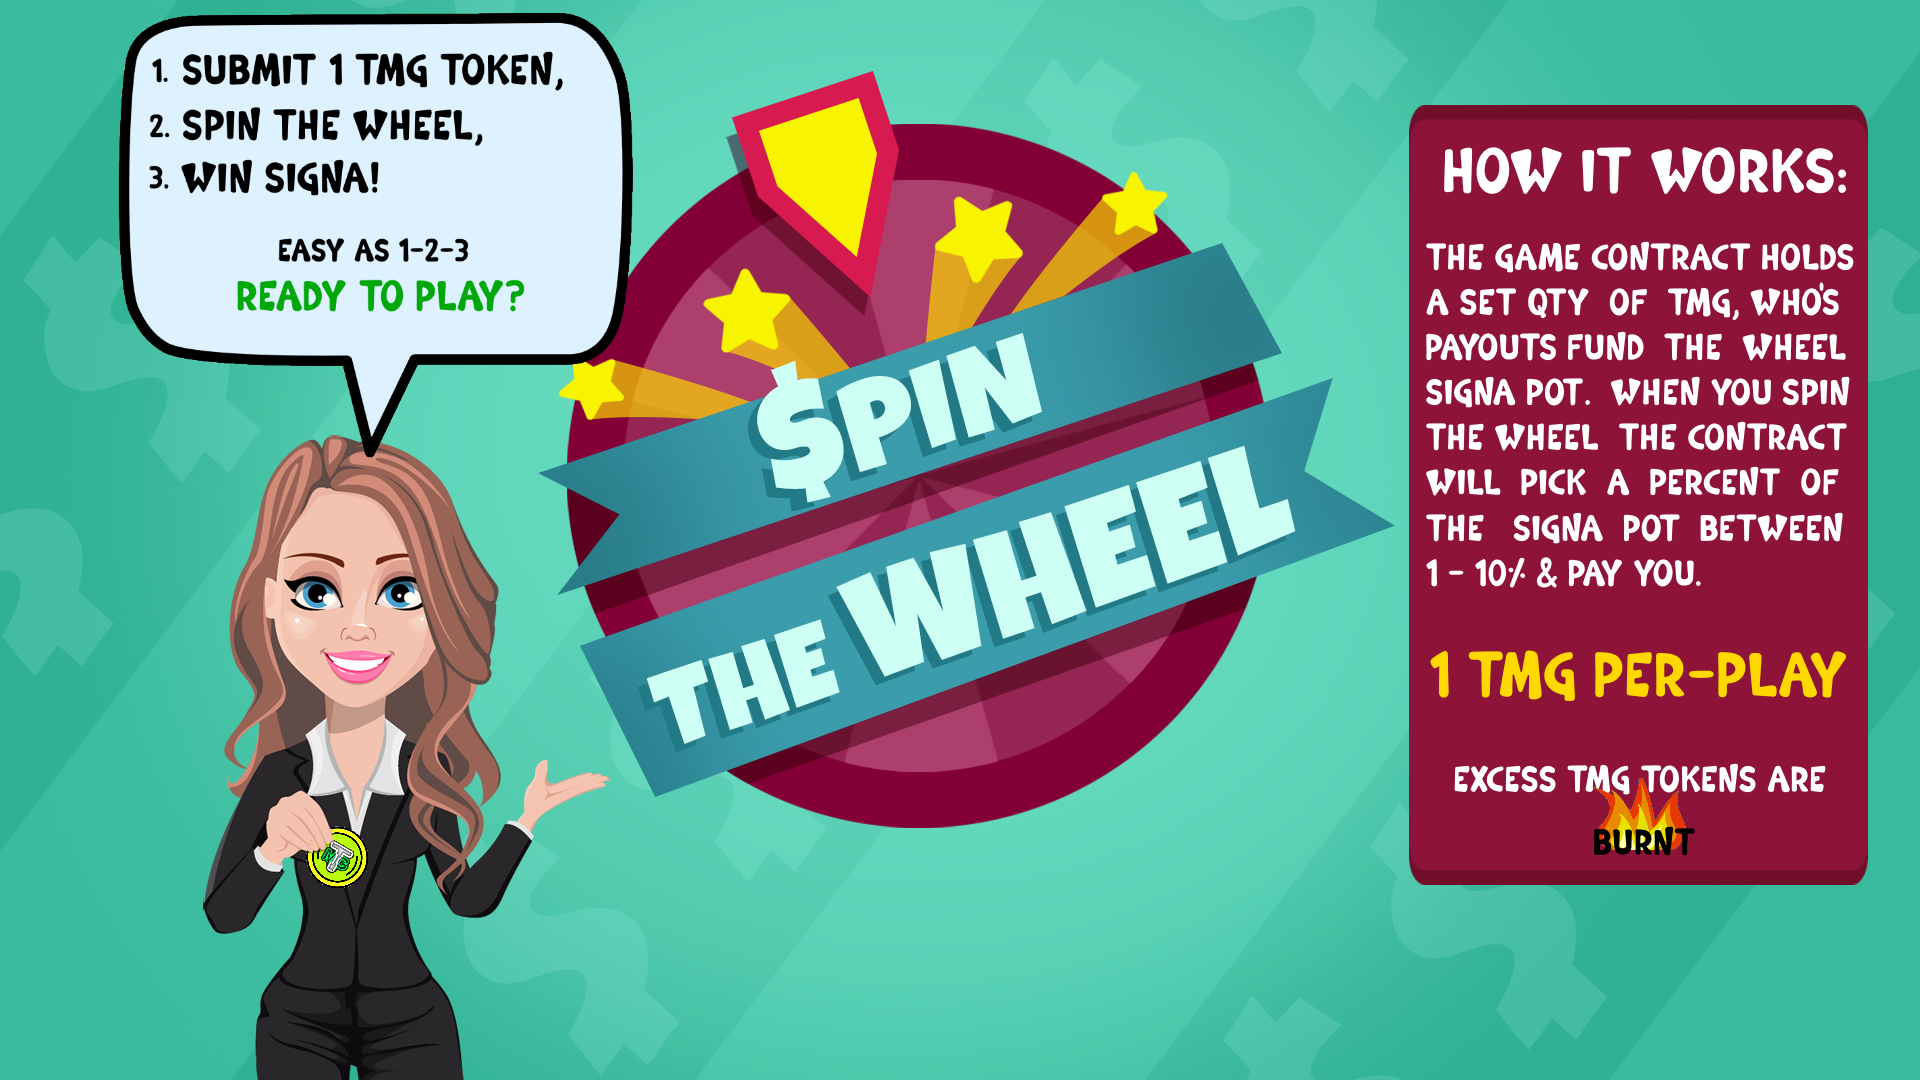 1. SUBMIT 1 TMG TOKEN,
2. SPIN THE WHEEL,
3. WIN SIGNA!
EASY AS 1-2-3
READY TO PLAY?
$PIN
THE WHEEL
TMG
HOW IT WORKS:
THE GAME CONTRACT HOLDS
A SET QTY OF TMG, WHO'S
PAYOUTS FUND THE WHEEL
SIGNA POT. WHEN YOU SPIN
THE WHEEL THE CONTRACT
WILL PICK A PERCENT OF
THE SIGNA POT BETWEEN
1 - 10% & PAY YOU.
1 TMG PER-PLAY
EXCESS TMG TOKENS ARE
BURNT